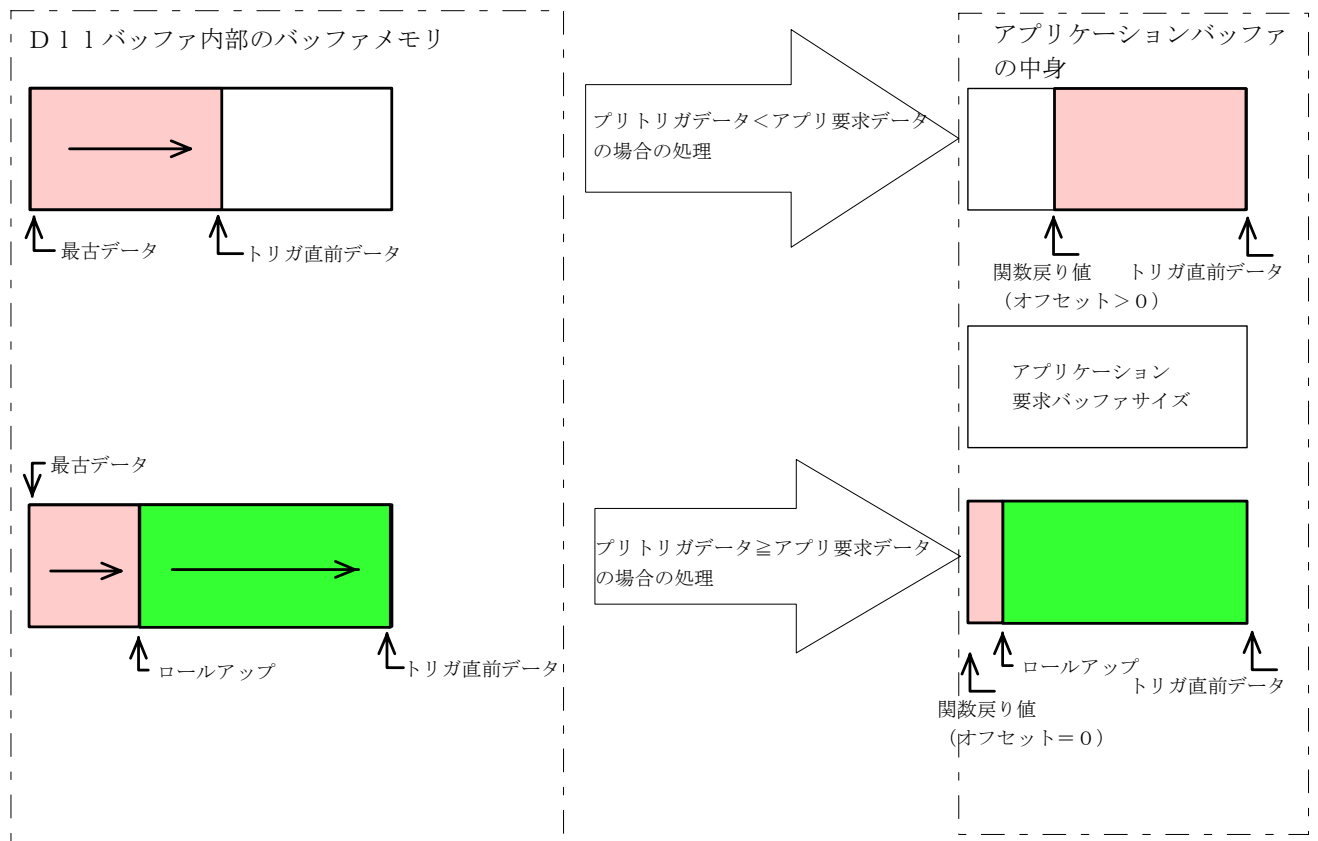 Ｄｌｌバッファ内部のバッファメモリ
最古データ
トリガ直前データ
プリトリガデータ＜アプリ要求データ
の場合の処理
アプリケーションバッファ
の中身
関数戻り値
（オフセット＞０）
トリガ直前データ
アプリケーション
要求バッファサイズ
最古データ
ロールアップ
トリガ直前データ
プリトリガデータ≧アプリ要求データ
の場合の処理
ロールアップ
トリガ直前データ
関数戻り値
（オフセット＝０）